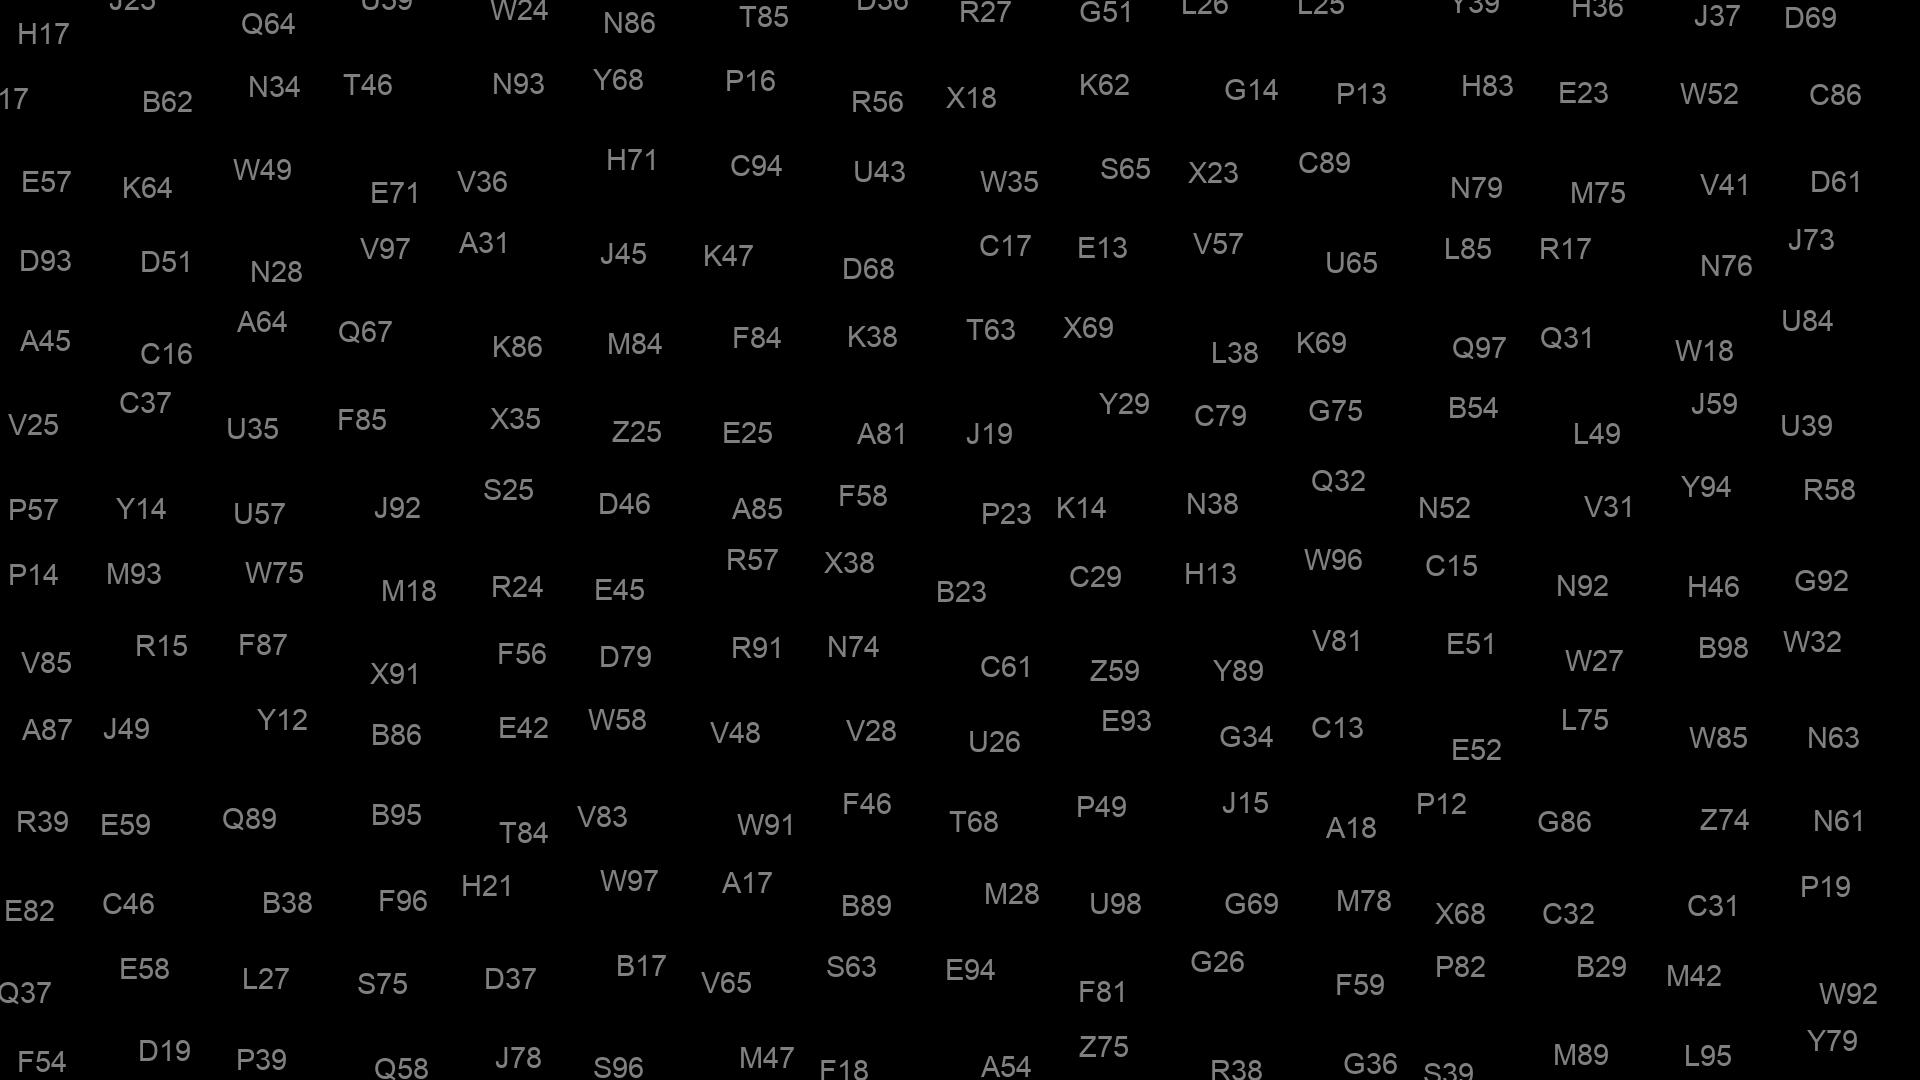 H17 J25 Q64 U59 W24 N86 T85 D36 R27 G51 L26 L25 Y39 H36 J37 D69
17 B62 N34 T46 N93 Y68 P16 R56 X18 K62 G14 P13 H83 E23 W52 C86
E57 K64 W49 E71 V36 H71 C94 U43 W35 S65 X23 C89 N79 M75 V41 D61
D93 D51 N28 V97 A31 J45 K47 D68 C17 E13 V57 U65 L85 R17 N76 J73
A45 C16 A64 Q67 K86 M84 F84 K38 T63 X69 L38 K69 Q97 Q31 W18 U84
V25 C37 U35 F85 X35 Z25 E25 A81 J19 Y29 C79 G75 B54 L49 J59 U39
P57 Y14 U57 J92 S25 D46 A85 F58 P23 K14 N38 Q32 N52 V31 Y94 R58
P14 M93 W75 M18 R24 E45 R57 X38 B23 C29 H13 W96 C15 N92 H46 G92
V85 R15 F87 X91 F56 D79 R91 N74 C61 Z59 Y89 V81 E51 W27 B98 W32
A87 J49 Y12 B86 E42 W58 V48 V28 U26 E93 G34 C13 E52 L75 W85 N63
R39 E59 Q89 B95 T84 V83 W91 F46 T68 P49 J15 A18 P12 G86 Z74 N61
E82 C46 B38 F96 H21 W97 A17 B89 M28 U98 G69 M78 X68 C32 C31 P19
Q37 E58 L27 S75 D37 B17 V65 S63 E94 F81 G26 F59 P82 B29 M42 W92
F54 D19 P39 Q58 J78 S96 M47 F18 A54 Z75 R38 G36 S39 M89 L95 Y79